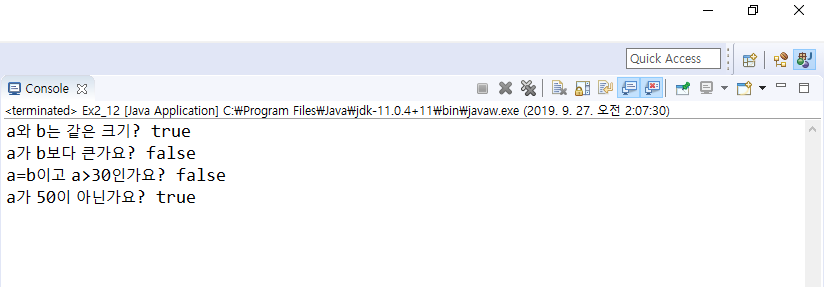 Quick Access
Console
<terminated> Ex2_12 [Java Application] C:₩Program Files₩Java₩jdk-11.0.4+11₩bin₩javaw.exe (2019. 9. 27. 오전 2:07:30)
a와 b는 같은 크기? true
a가 b보다 큰가요? false
a=b이고 a>30인가요? false
a가 50이 아닌가요? true